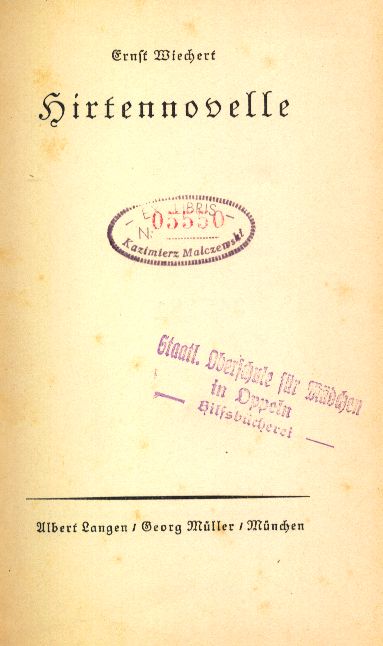 Ernst Wiechert
Hirtennovelle
EX LIBRIS
N: 05550
Kazimierz Malczewski
Staatl. Oberschule für Mädchen
in Oppeln
Hilfsbücherei
Albert Langen / Georg Müller / München